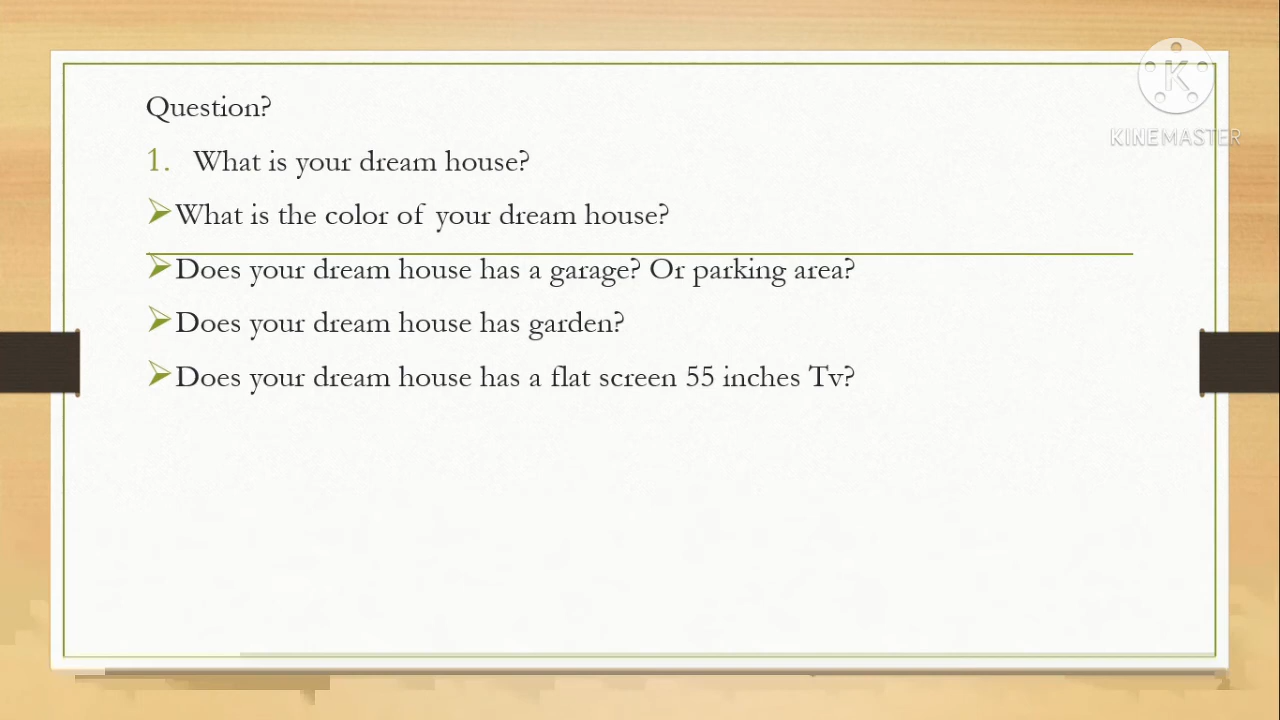 Question?
1. What is your dream house?
➢What is the color of your dream house?
➢Does your dream house has a garage? Or parking area?
➢Does your dream house has garden?
➢Does your dream house has a flat screen 55 inches Tv?
K
KINEMASTER